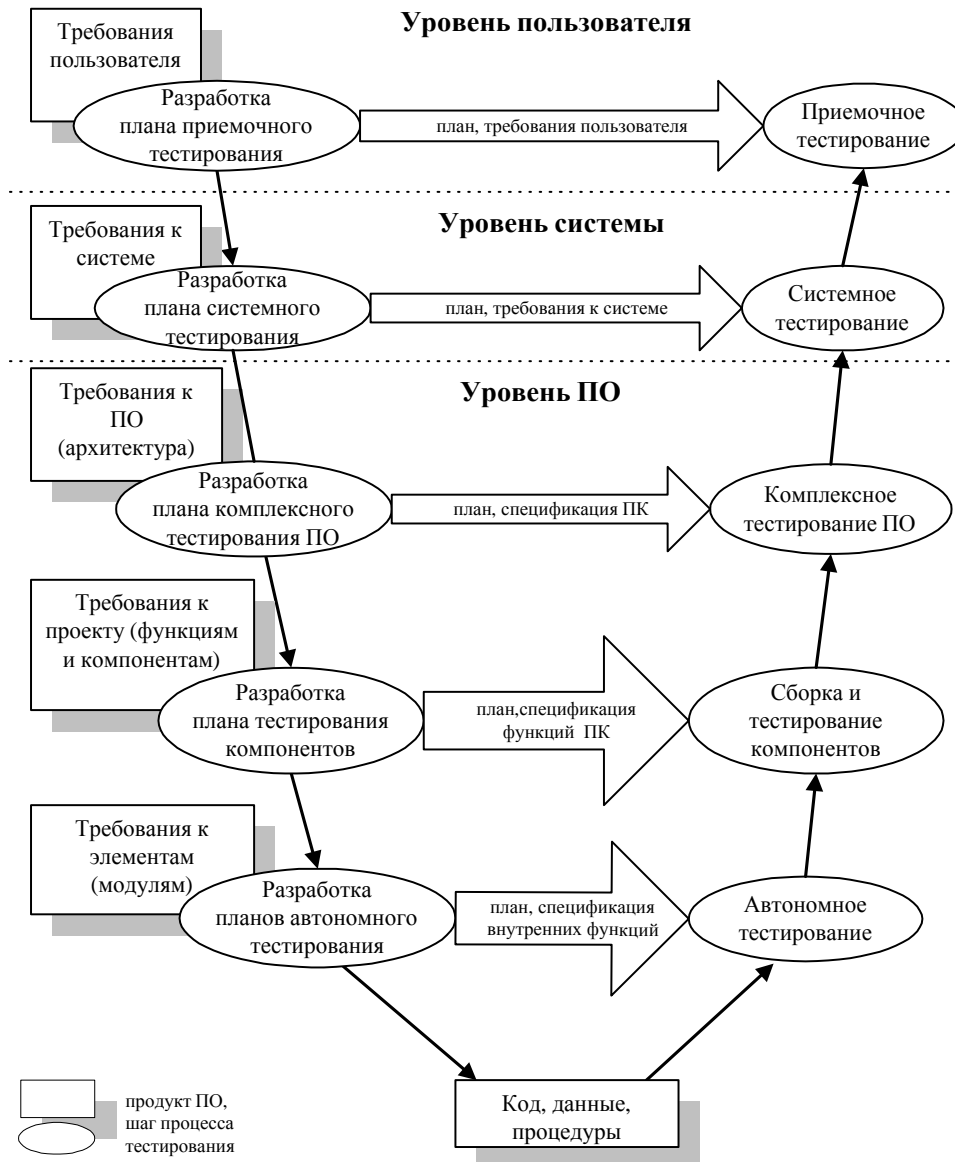 Уровень пользователя
Требования
пользователя
Разработка
плана приемочного
тестирования
план, требования пользователя
Приемочное
тестирование
Уровень системы
Требования к
системе
Разработка
плана системного
тестирования
план, требования к системе
Системное
тестирование
Уровень ПО
Требования к
ПО
(архитектура)
Разработка
плана комплексного
тестирования ПО
план, спецификация ПК
Комплексное
тестирование ПО
Требования к
проекту (функциям
и компонентам)
Разработка
плана тестирования
компонентов
план,спецификация
функций ПК
Сборка и
тестирование
компонентов
Требования к
элементам
(модулям)
Разработка
планов автономного
тестирования
план, спецификация
внутренних функций
Автономное
тестирование
Код, данные,
процедуры
продукт ПО,
шаг процесса
тестирования